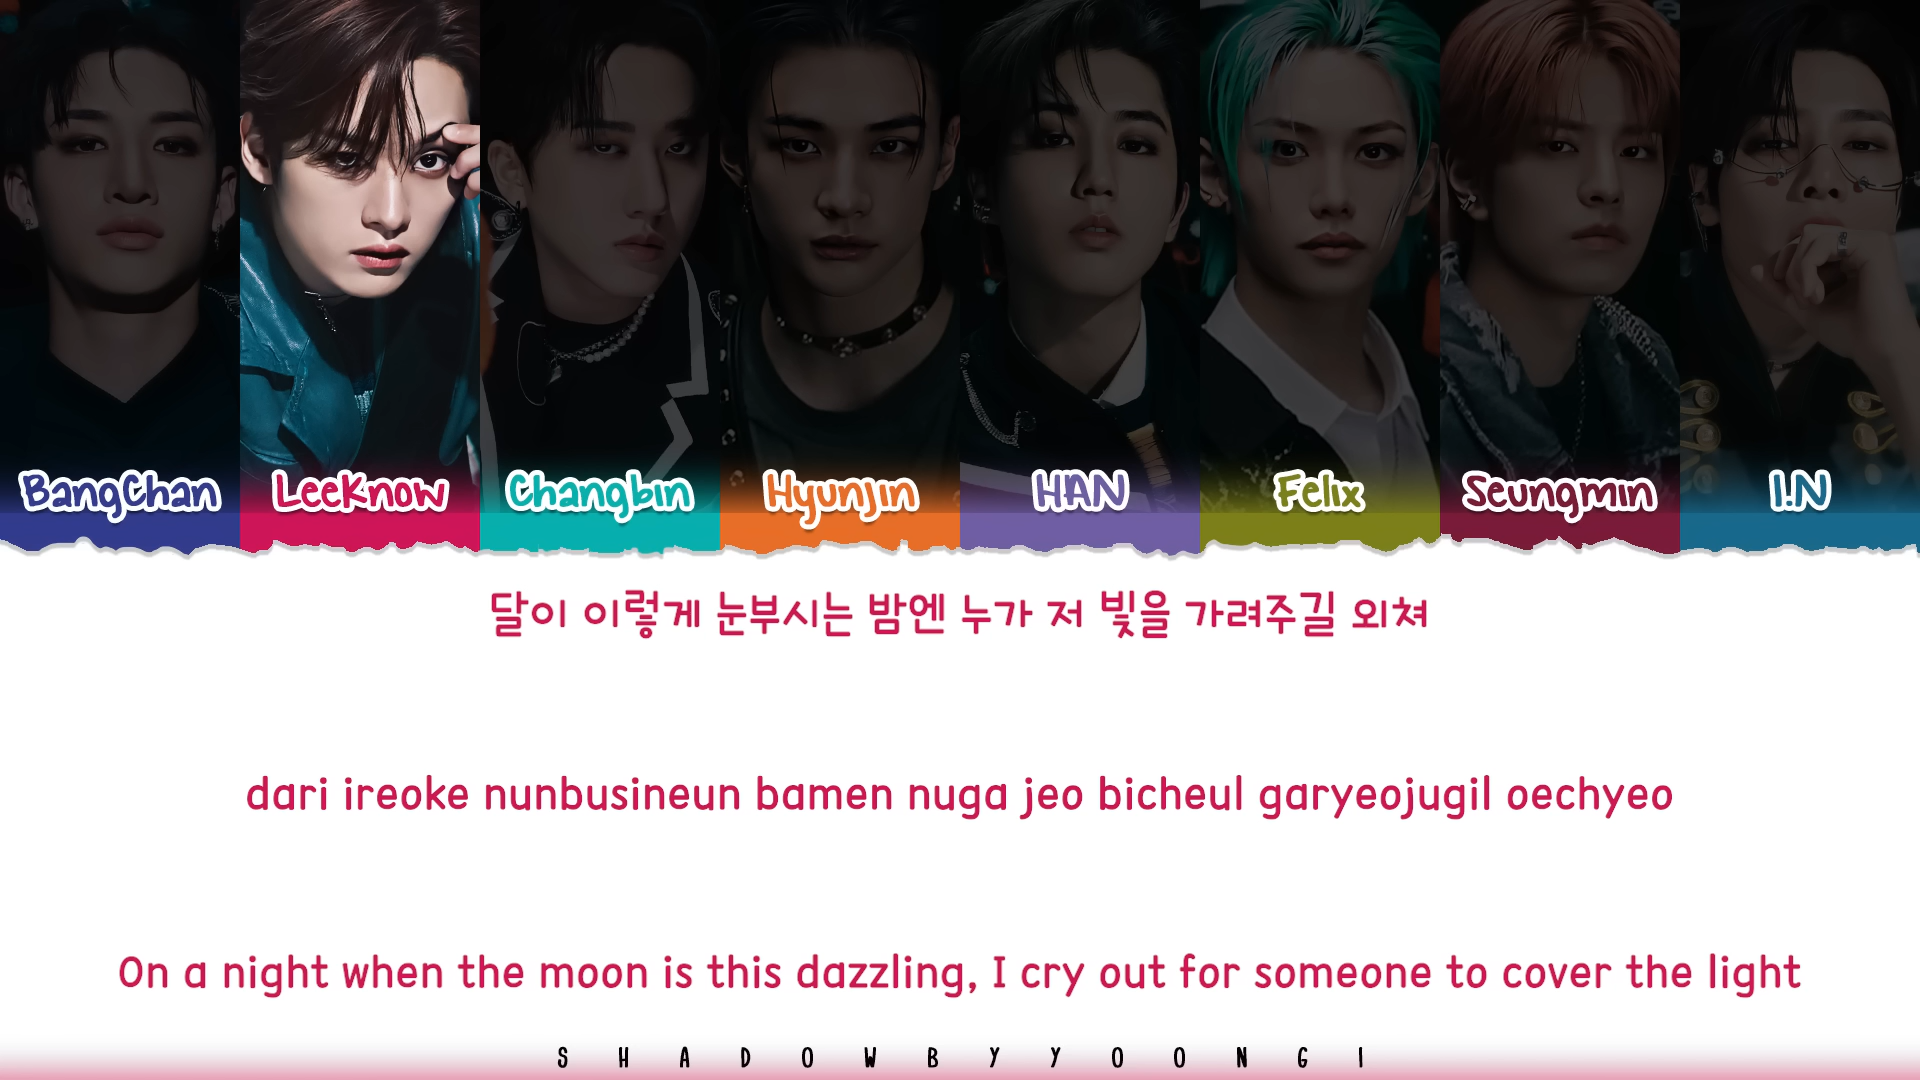 BangChan LeeKnow Changbin Hyunjin HAN Felix Seungmin I.N
달이 이렇게 눈부시는 밤엔 누가 저 빛을 가려주길 외쳐
dari ireoke nunbusineun bamen nuga jeo bicheul garyeojugil oechyeo
On a night when the moon is this dazzling, I cry out for someone to cover the light
SHADOWBYYOONGI